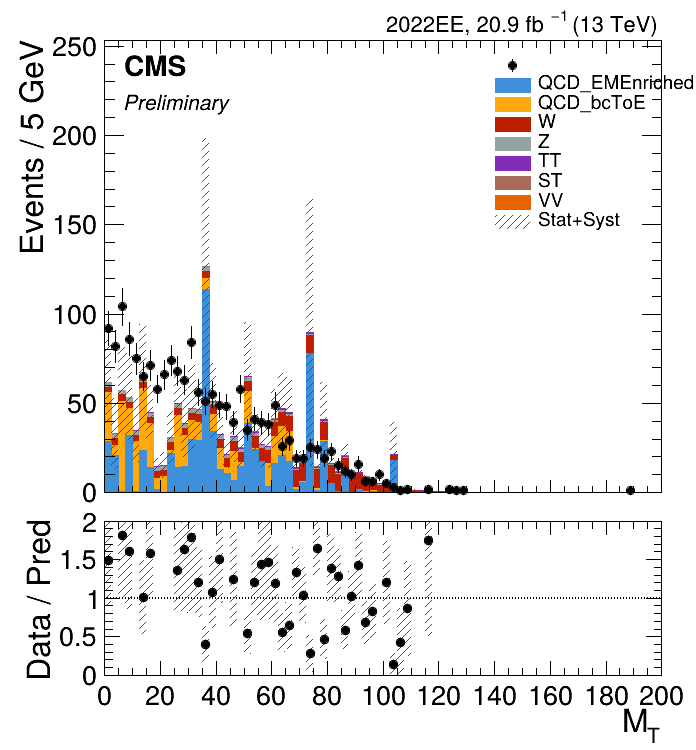 2022EE, 20.9 fb⁻¹ (13 TeV)
Events / 5 GeV
250
200
150
100
50
0
CMS
Preliminary
QCD_EMEnriched
QCD_bcToE
W
Z
TT
ST
VV
Stat+Syst
Data / Pred
2
1.5
1
0.5
0
0 20 40 60 80 100 120 140 160 180 200
M_T